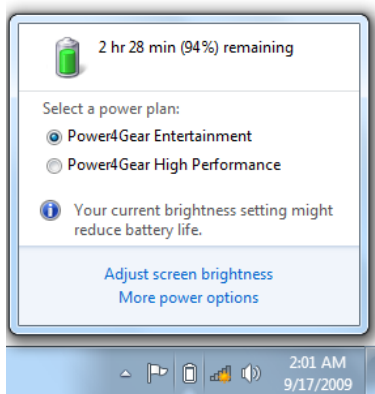 2 hr 28 min (94%) remaining
Select a power plan:
Power4Gear Entertainment
Power4Gear High Performance
Your current brightness setting might
reduce battery life.
Adjust screen brightness
More power options
2:01 AM
9/17/2009